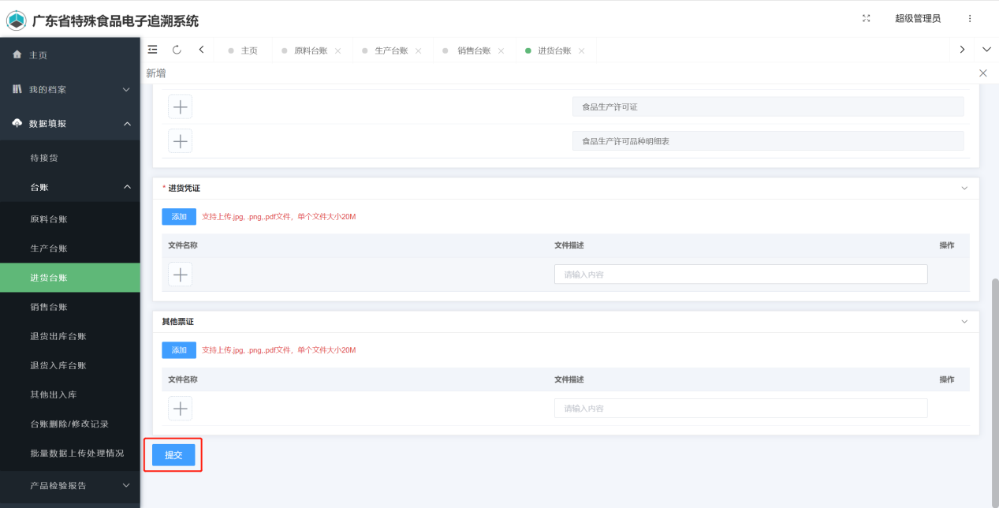 广东省特殊食品电子追溯系统
超级管理员
主页
我的档案
数据填报
待接货
台账
原料台账
生产台账
进货台账
销售台账
退货出库台账
退货入库台账
其他出入库
台账删除/修改记录
批量数据上传处理情况
产品检验报告
主页 原料台账 生产台账 销售台账 进货台账
新增
食品生产许可证
食品生产许可品种明细表
* 进货凭证
添加 支持上传.jpg, .png,.pdf文件，单个文件大小20M
文件名称 文件描述 操作
请输入内容
其他票证
添加 支持上传.jpg, .png,.pdf文件，单个文件大小20M
文件名称 文件描述 操作
请输入内容
提交